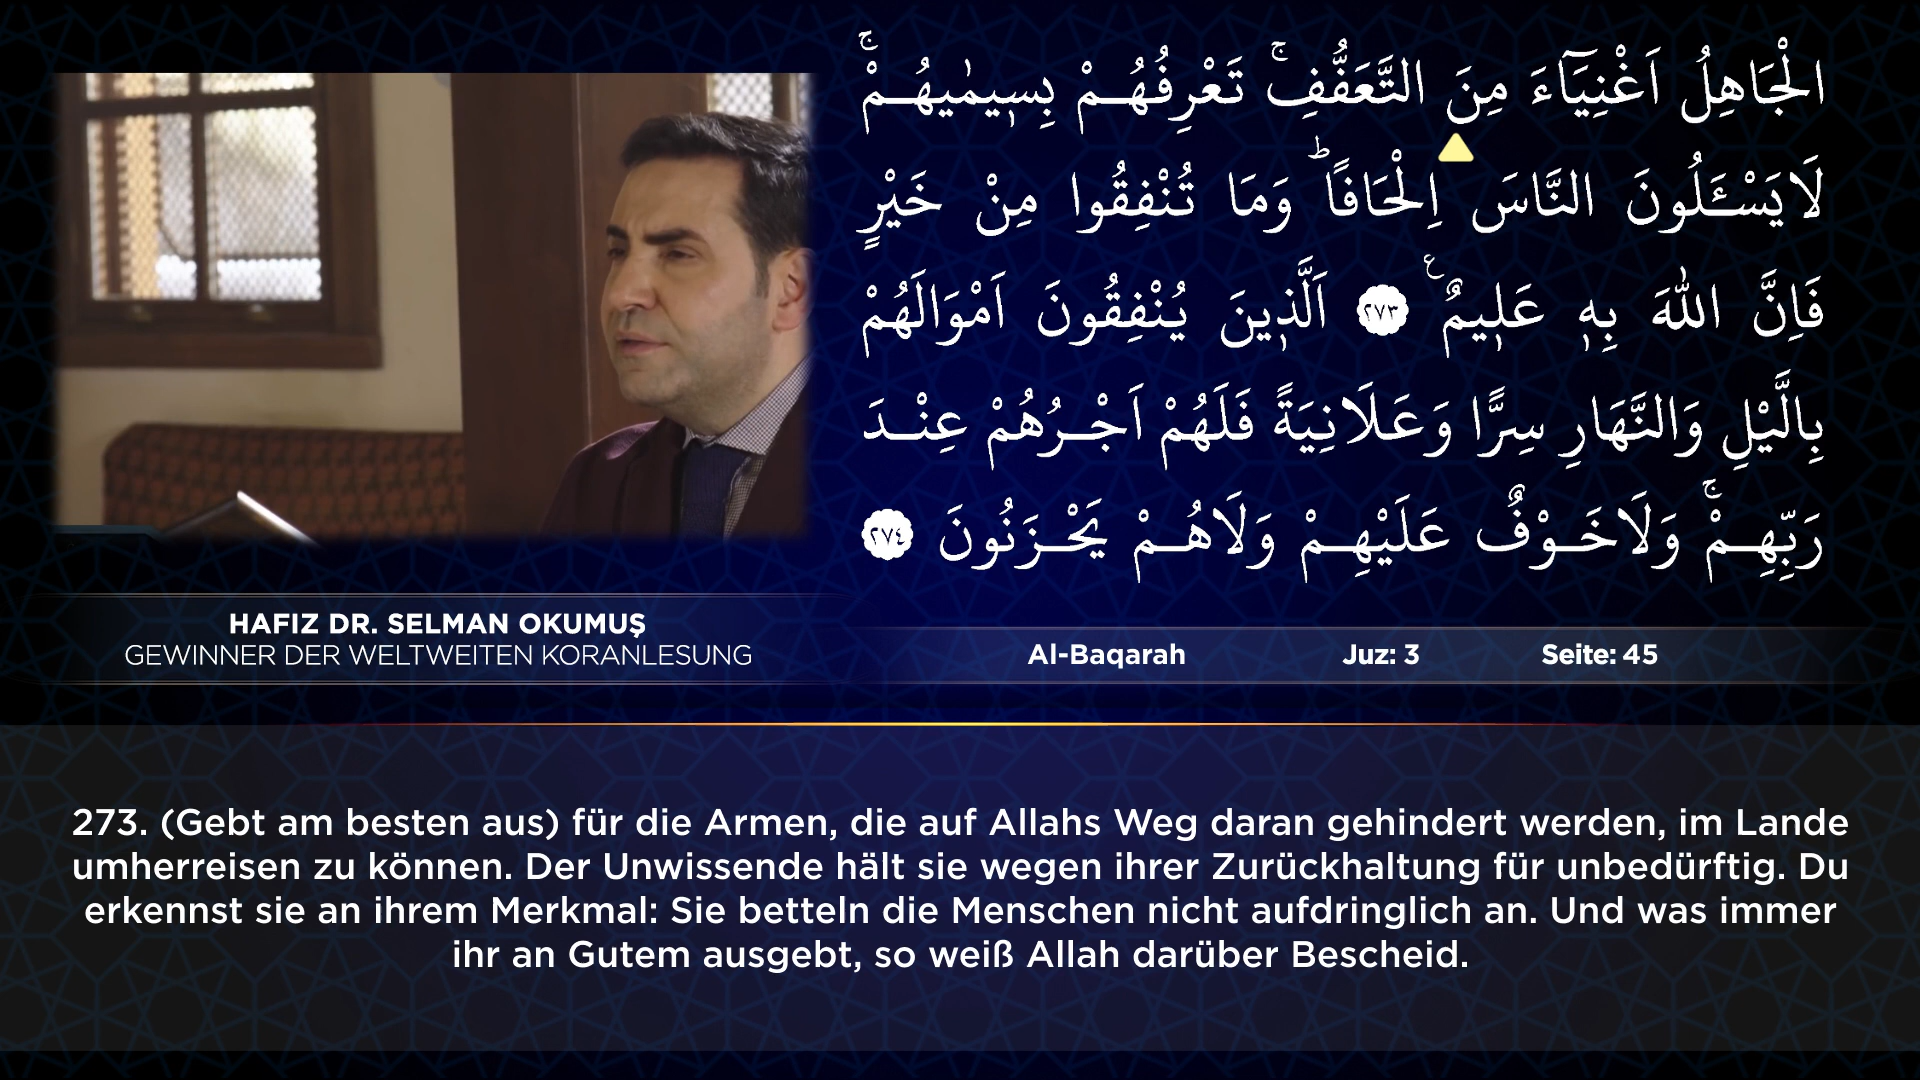 الْجَاهِلُ اَغْنِيَٓاءَ مِنَ التَّعَفُّفِۚ تَعْرِفُهُمْ بِس۪يمٰيهُمْۚ
لَايَسْـَٔلُونَ النَّاسَ اِلْحَافًاۜ وَمَا تُنْفِقُوا مِنْ خَيْرٍ
فَاِنَّ اللّٰهَ بِه۪ عَل۪يمٌ ࣖ ﴿٢٧٣﴾ اَلَّذ۪ينَ يُنْفِقُونَ اَمْوَالَهُمْ
بِالَّيْلِ وَالنَّهَارِ سِرًّا وَعَلَانِيَةً فَلَهُمْ اَجْرُهُمْ عِنْدَ
رَبِّهِمْۚ وَلَاخَوْفٌ عَلَيْهِمْ وَلَاهُمْ يَحْزَنُونَ ﴿٢٧٤﴾
HAFIZ DR. SELMAN OKUMUŞ
GEWINNER DER WELTWEITEN KORANLESUNG
Al-Baqarah Juz: 3 Seite: 45
273. (Gebt am besten aus) für die Armen, die auf Allahs Weg daran gehindert werden, im Lande
umherreisen zu können. Der Unwissende hält sie wegen ihrer Zurückhaltung für unbedürftig. Du
erkennst sie an ihrem Merkmal: Sie betteln die Menschen nicht aufdringlich an. Und was immer
ihr an Gutem ausgebt, so weiß Allah darüber Bescheid.